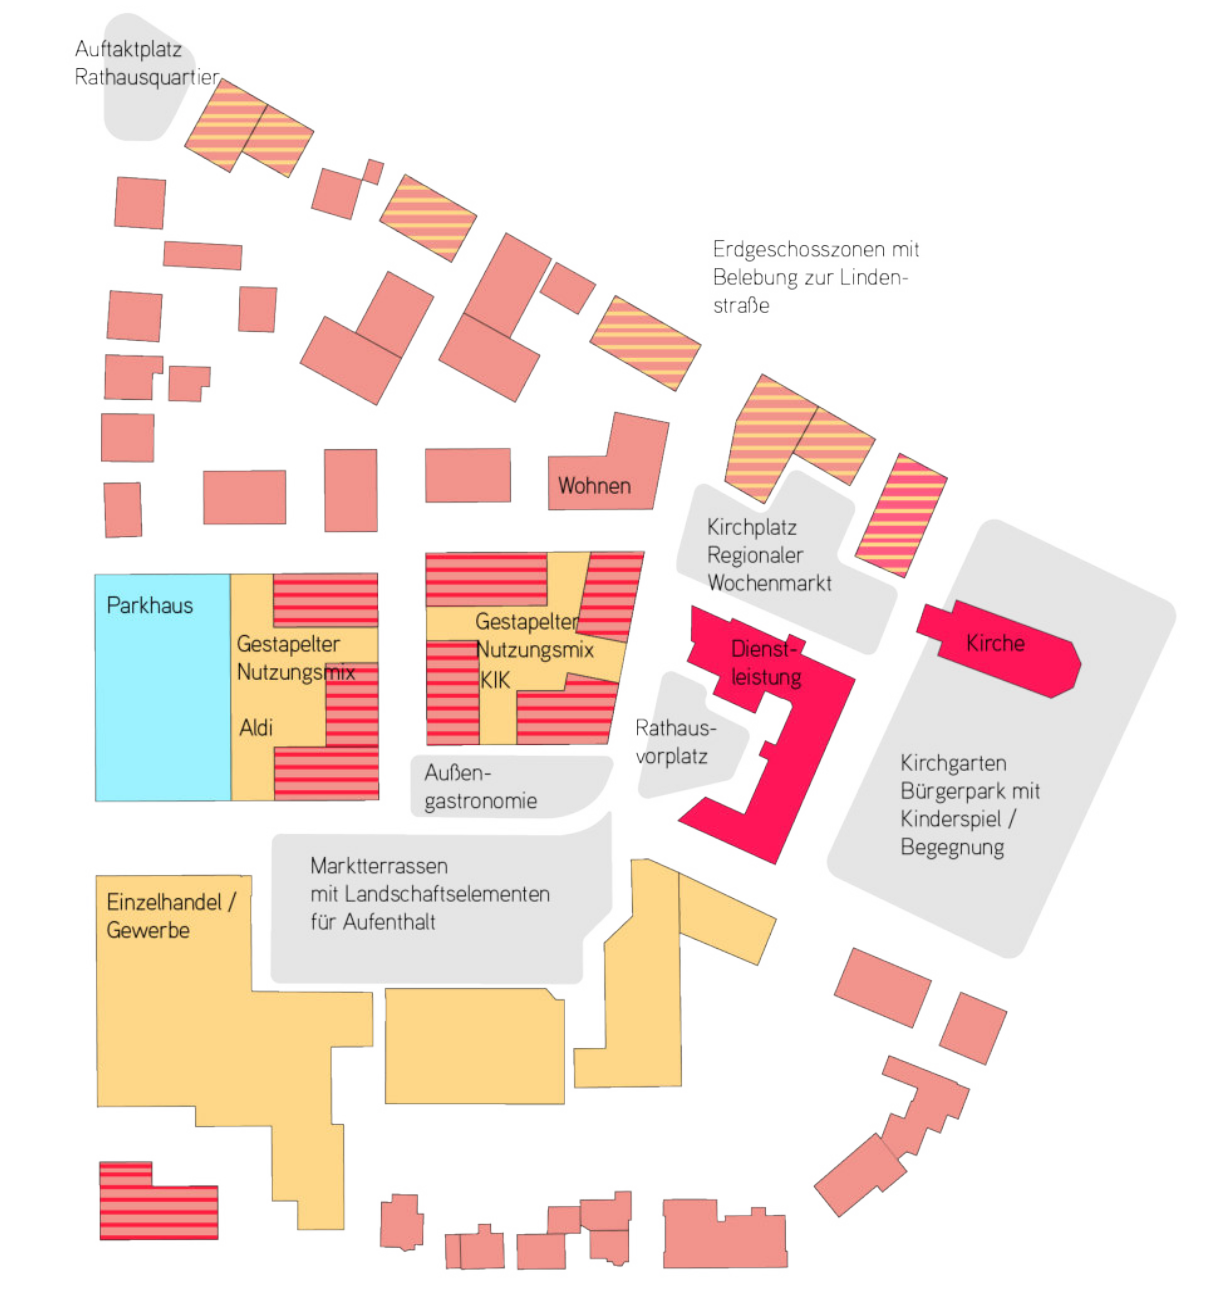 Auftaktplatz
Rathausquartier
Erdgeschosszonen mit
Belebung zur Linden-
straße
Wohnen
Kirchplatz
Regionaler
Wochenmarkt
Parkhaus
Gestapelter
Nutzungsmix
Aldi
Gestapelter
Nutzungsmix
KIK
Dienst-
leistung
Kirche
Rathaus-
vorplatz
Außen-
gastronomie
Kirchgarten
Bürgerpark mit
Kinderspiel /
Begegnung
Marktterrassen
mit Landschaftselementen
für Aufenthalt
Einzelhandel /
Gewerbe